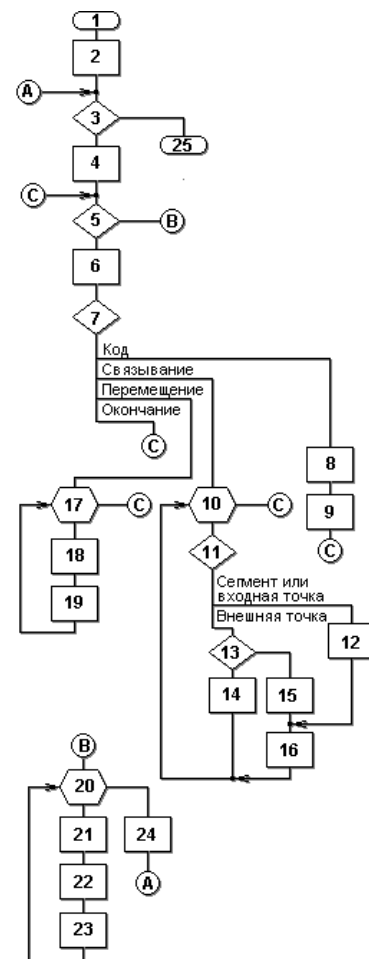 1
2
A
3
25
4
C
5
B
6
7
Код
Связывание
Перемещение
Окончание
C
8
17
C
10
C
9
18
11
C
19
Сегмент или
входная точка
Внешняя точка
12
13
14
15
16
B
20
21
24
22
A
23